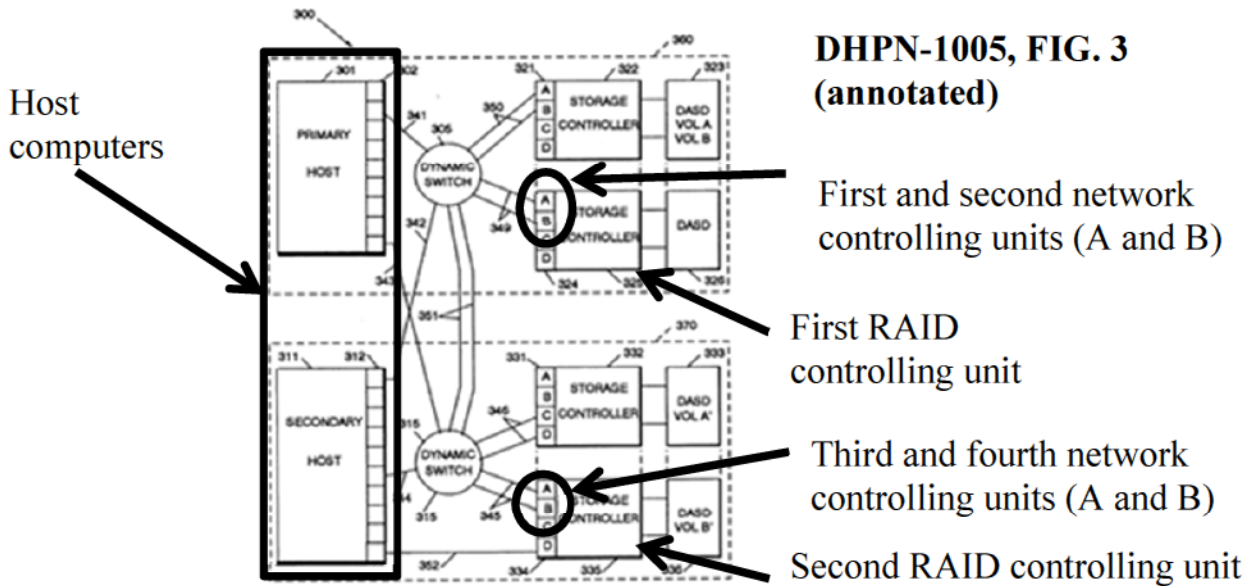 300
DHPN-1005, FIG. 3
(annotated)
Host
computers
360
301
302
321
322
323
341
350
305
A
B
C
D
STORAGE
CONTROLLER
DASD
VOL A
VOL B
PRIMARY
HOST
DYNAMIC
SWITCH
First and second network
controlling units (A and B)
A
B
C
D
STORAGE
CONTROLLER
DASD
342
349
343
324
325
326
First RAID
controlling unit
351
370
311
312
331
332
333
A
B
C
D
STORAGE
CONTROLLER
DASD
VOL A'
SECONDARY
HOST
315
346
DYNAMIC
SWITCH
Third and fourth network
controlling units (A and B)
A
B
C
D
STORAGE
CONTROLLER
DASD
VOL B'
315
345
352
334
335
336
Second RAID controlling unit